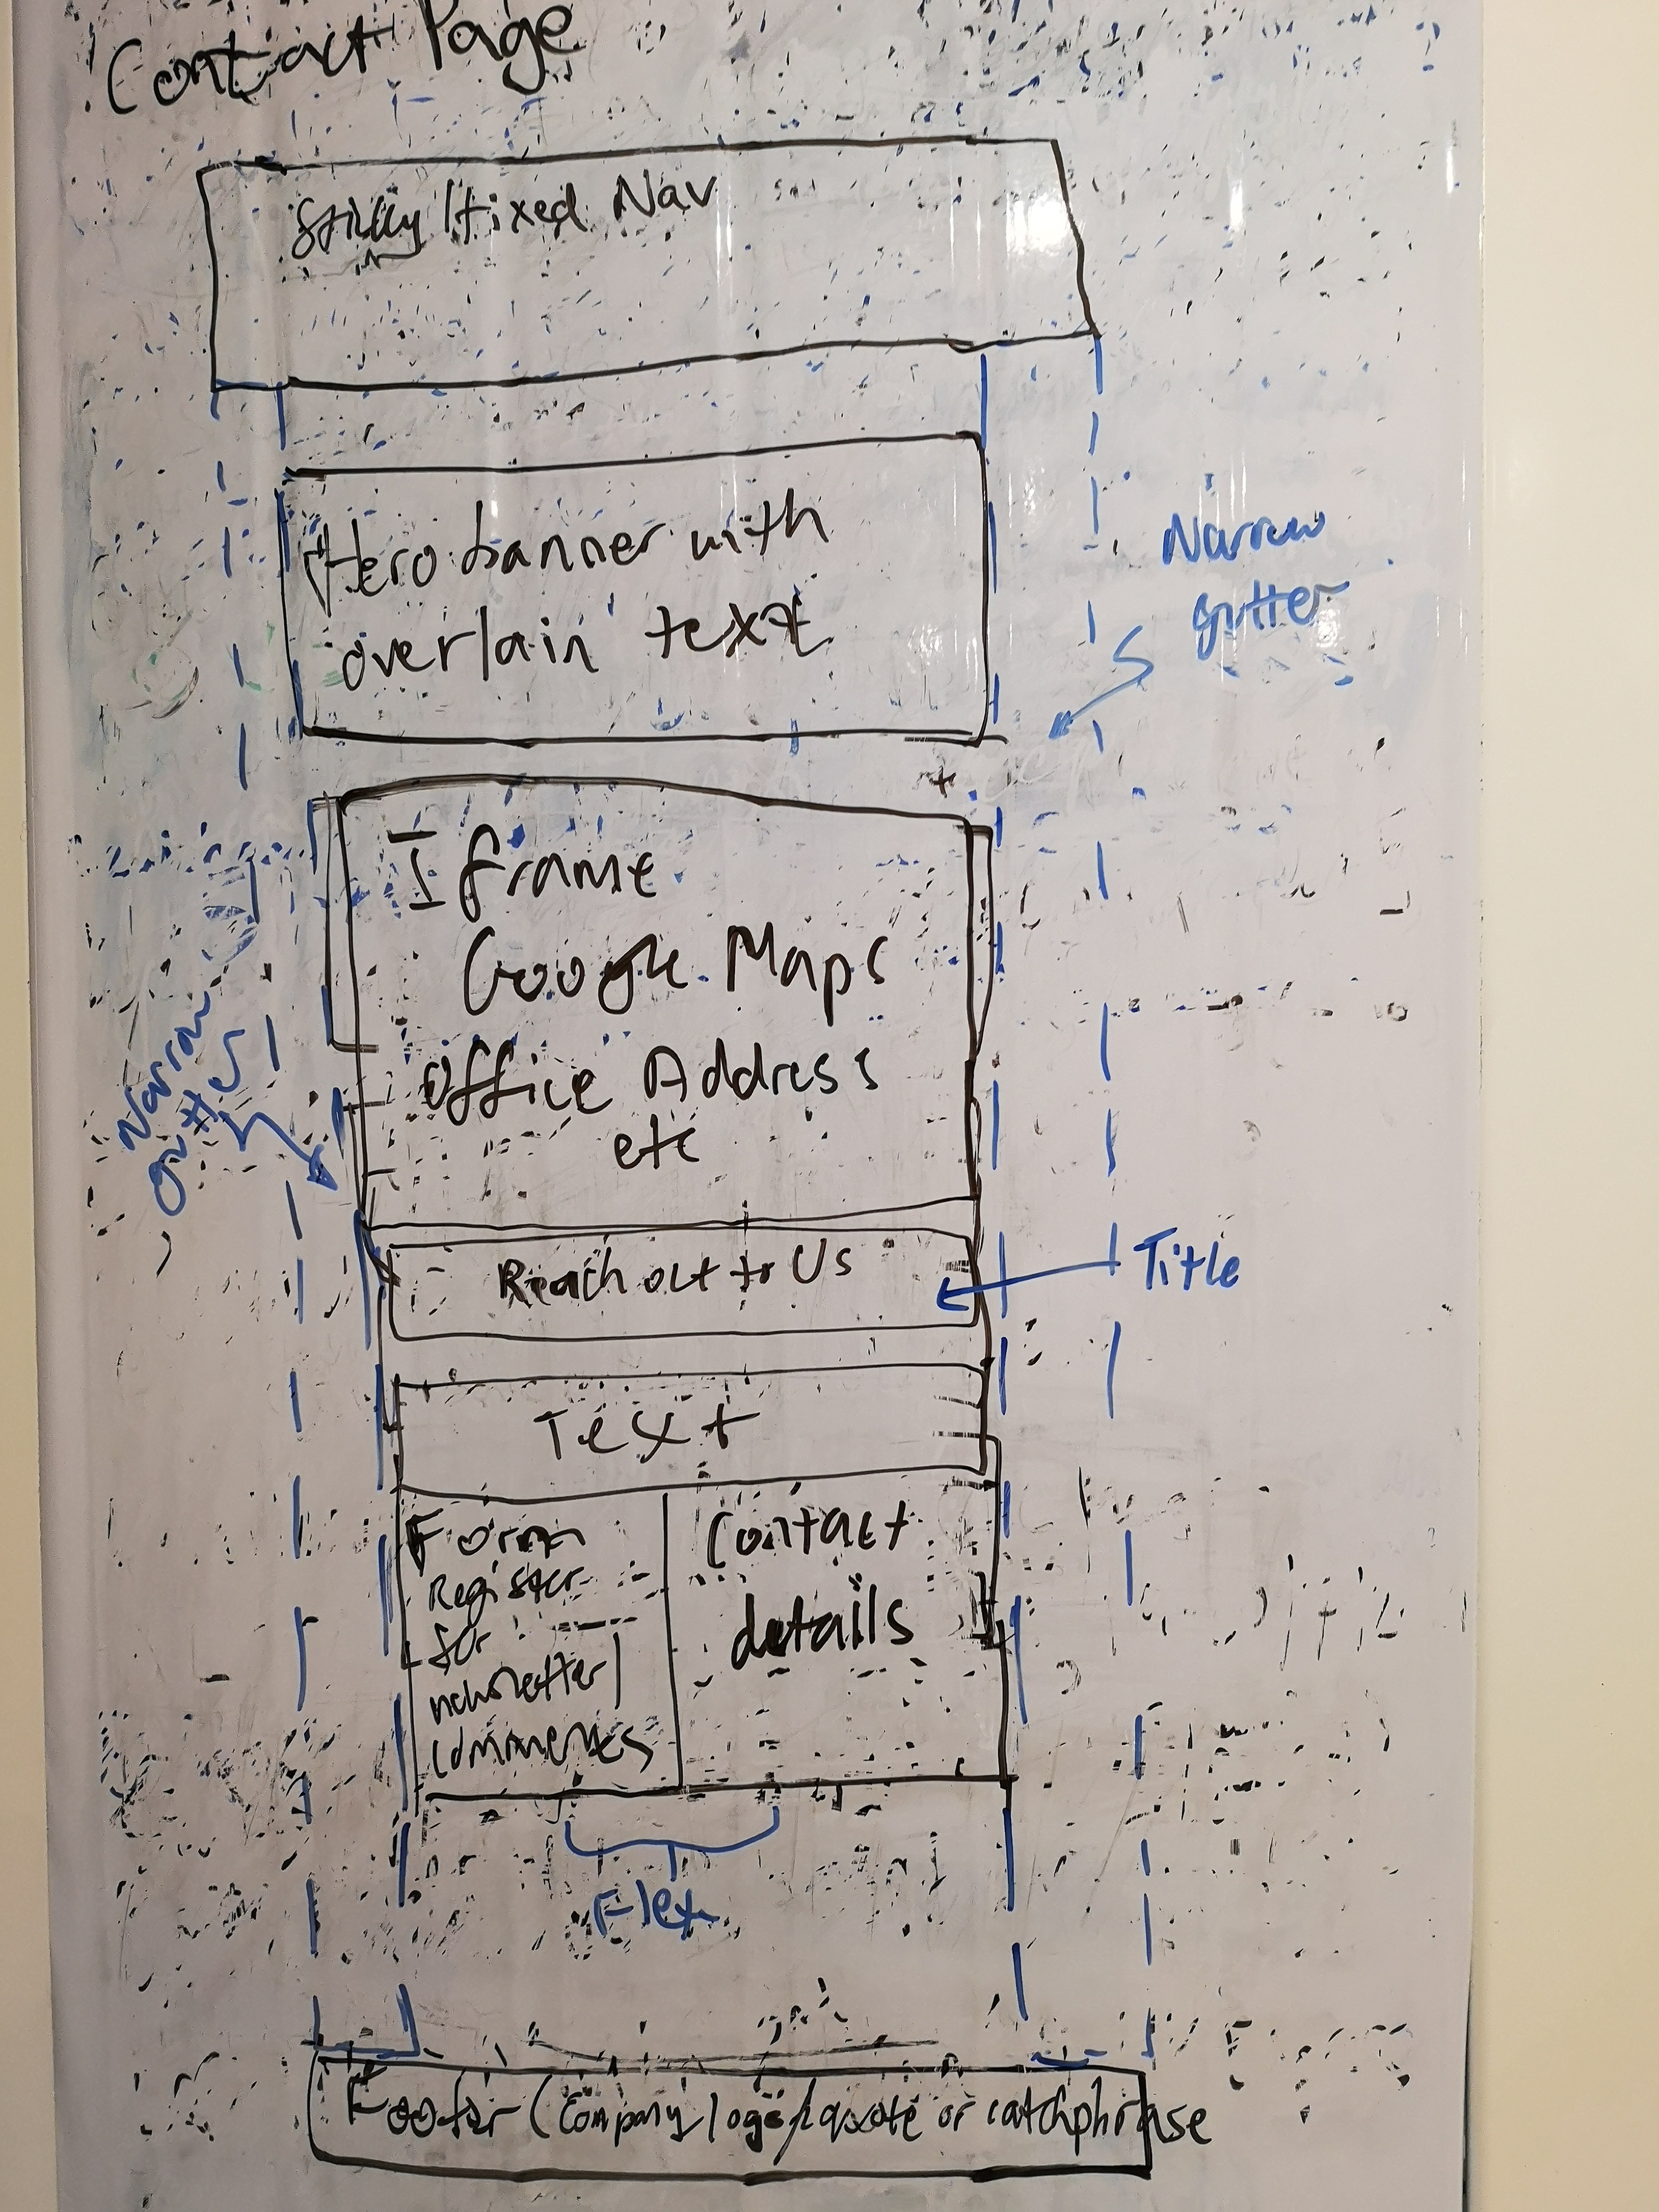 Contact Page
Sticky/fixed Nav
Hero banner with
overlain text
Narrow
gutter
I frame
Google Maps
office Address
etc
Narrow
gutter
Reach out to Us
Title
Text
Form
Register
for
newsletter/
comments
Contact
details
Flex
Footer (Company logo/quote or catchphrase